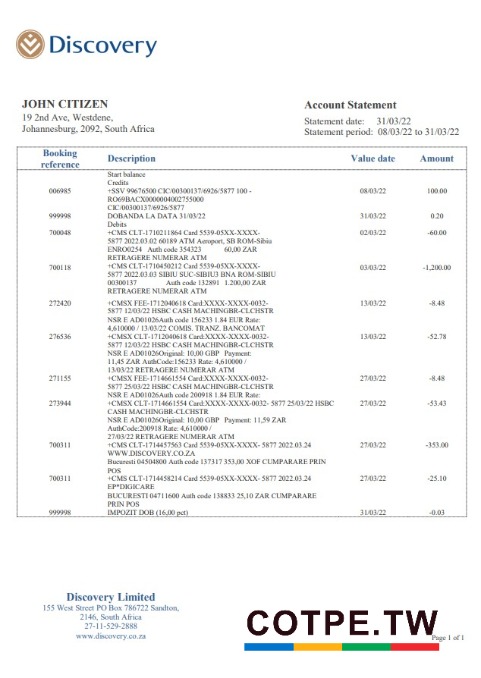 Discovery
JOHN CITIZEN
19 2nd Ave, Westdene,
Johannesburg, 2092, South Africa
Account Statement
Statement date: 31/03/22
Statement period: 08/03/22 to 31/03/22
Booking reference Description Value date Amount
Start balance
Credits
006985 +SSV 99676500 CIC/00300137/6926/5877 100 - 08/03/22 100.00
RO69BACX0000004002755000
CIC/00300137/6926/5877
999998 DOBANDA LA DATA 31/03/22 31/03/22 0.20
Debits
700048 +CMS CLT-1710211864 Card 5539-05XX-XXXX- 02/03/22 -60.00
5877 2022.03.02 60189 ATM Aeroport, SB ROM-Sibiu
ENRO0254 Auth code 354323 60,00 ZAR
RETRAGERE NUMERAR ATM
700118 +CMS CLT-1710450212 Card 5539-05XX-XXXX- 03/03/22 -1,200.00
5877 2022.03.03 SIBIU SUC-SIBIU3 BNA ROM-SIBIU
00300137 Auth code 132891 1.200,00 ZAR
RETRAGERE NUMERAR ATM
272420 +CMSX FEE-1712040618 Card:XXXX-XXXX-0032- 13/03/22 -8.48
5877 12/03/22 HSBC CASH MACHINGBR-CLCHSTR
NSR E AD01026Auth code 156233 1.84 EUR Rate:
4,610000 / 13/03/22 COMIS. TRANZ. BANCOMAT
276536 +CMSX CLT-1712040618 Card:XXXX-XXXX-0032- 13/03/22 -52.78
5877 12/03/22 HSBC CASH MACHINGBR-CLCHSTR
NSR E AD01026Original: 10,00 GBP Payment:
11,45 ZAR AuthCode:156233 Rate: 4,610000 /
13/03/22 RETRAGERE NUMERAR ATM
271155 +CMSX FEE-1714661554 Card:XXXX-XXXX-0032- 27/03/22 -8.48
5877 25/03/22 HSBC CASH MACHINGBR-CLCHSTR
NSR E AD01026Auth code 200918 1.84 EUR Rate:
273944 +CMSX CLT-1714661554 Card:XXXX-XXXX-0032- 5877 25/03/22 HSBC 27/03/22 -53.43
CASH MACHINGBR-CLCHSTR
NSR E AD01026Original: 10,00 GBP Payment: 11,59 ZAR
AuthCode:200918 Rate: 4,610000 /
27/03/22 RETRAGERE NUMERAR ATM
700311 +CMS CLT-1714457563 Card 5539-05XX-XXXX- 5877 2022.03.24 27/03/22 -353.00
WWW.DISCOVERY.CO.ZA
Bucuresti 04504800 Auth code 137317 353,00 XOF CUMPARARE PRIN
POS
700311 +CMS CLT-1714458214 Card 5539-05XX-XXXX- 5877 2022.03.24 27/03/22 -25.10
EP*DIGICARE
BUCURESTI 04711600 Auth code 138833 25,10 ZAR CUMPARARE
PRIN POS
999998 IMPOZIT DOB (16,00 pct) 31/03/22 -0.03
Discovery Limited
155 West Street PO Box 786722 Sandton,
2146, South Africa
27-11-529-2888
www.discovery.co.za
COTPE.TW
Page 1 of 1